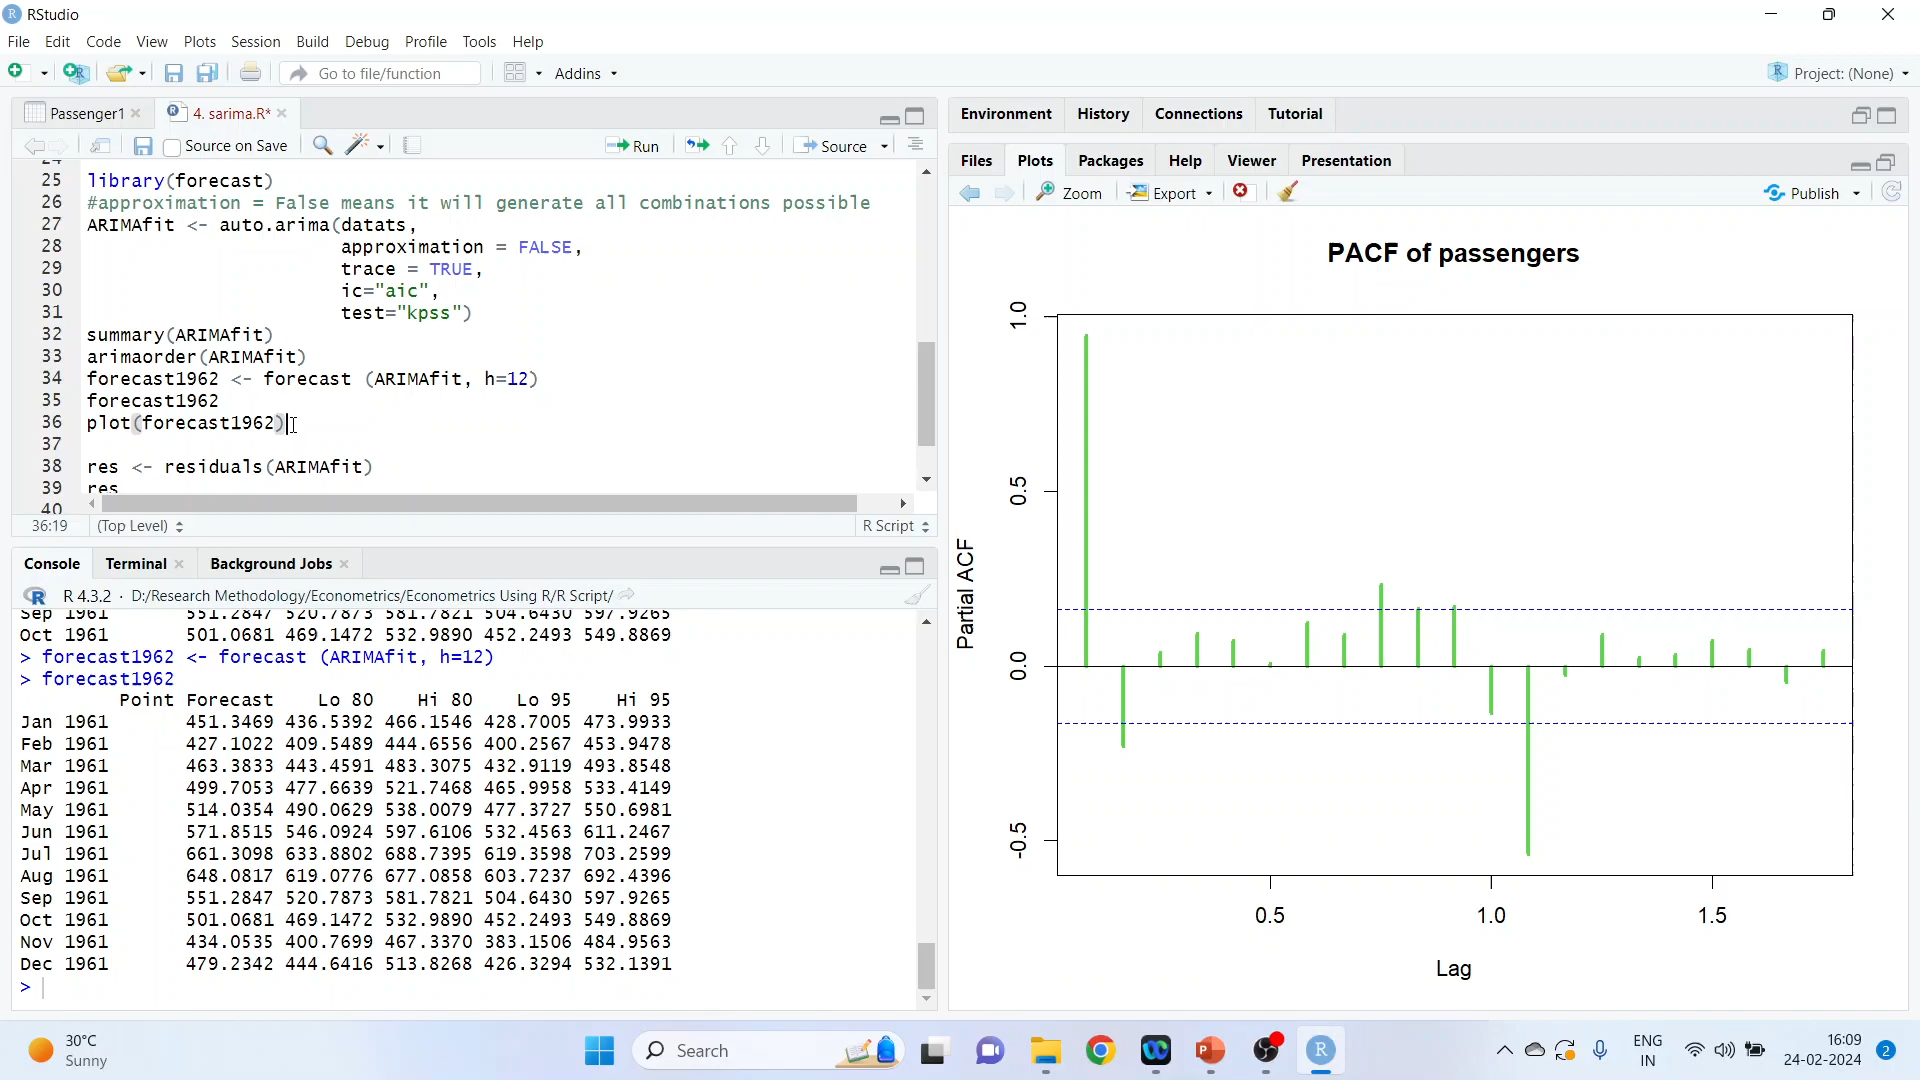 RStudio
File Edit Code View Plots Session Build Debug Profile Tools Help
Go to file/function Addins Project: (None)
Passenger1 4. sarima.R*
Source on Save Run Source
24
25 library(forecast)
26 #approximation = False means it will generate all combinations possible
27 ARIMAfit <- auto.arima(datats,
28 approximation = FALSE,
29 trace = TRUE,
30 ic="aic",
31 test="kpss")
32 summary(ARIMAfit)
33 arimaorder(ARIMAfit)
34 forecast1962 <- forecast (ARIMAfit, h=12)
35 forecast1962
36 plot(forecast1962)
37
38 res <- residuals(ARIMAfit)
39 res
40
36:19 (Top Level) R Script
Console Terminal Background Jobs
R 4.3.2 · D:/Research Methodology/Econometrics/Econometrics Using R/R Script/
Sep 1961 551.2847 520.7873 581.7821 504.6430 597.9265
Oct 1961 501.0681 469.1472 532.9890 452.2493 549.8869
> forecast1962 <- forecast (ARIMAfit, h=12)
> forecast1962
Point Forecast Lo 80 Hi 80 Lo 95 Hi 95
Jan 1961 451.3469 436.5392 466.1546 428.7005 473.9933
Feb 1961 427.1022 409.5489 444.6556 400.2567 453.9478
Mar 1961 463.3833 443.4591 483.3075 432.9119 493.8548
Apr 1961 499.7053 477.6639 521.7468 465.9958 533.4149
May 1961 514.0354 490.0629 538.0079 477.3727 550.6981
Jun 1961 571.8515 546.0924 597.6106 532.4563 611.2467
Jul 1961 661.3098 633.8802 688.7395 619.3598 703.2599
Aug 1961 648.0817 619.0776 677.0858 603.7237 692.4396
Sep 1961 551.2847 520.7873 581.7821 504.6430 597.9265
Oct 1961 501.0681 469.1472 532.9890 452.2493 549.8869
Nov 1961 434.0535 400.7699 467.3370 383.1506 484.9563
Dec 1961 479.2342 444.6416 513.8268 426.3294 532.1391
>
Environment History Connections Tutorial
Files Plots Packages Help Viewer Presentation
Zoom Export Publish
PACF of passengers
1.0
0.5
0.0
-0.5
Partial ACF
0.5 1.0 1.5
Lag
30°C
Sunny
Search
ENG
IN
16:09
24-02-2024
2